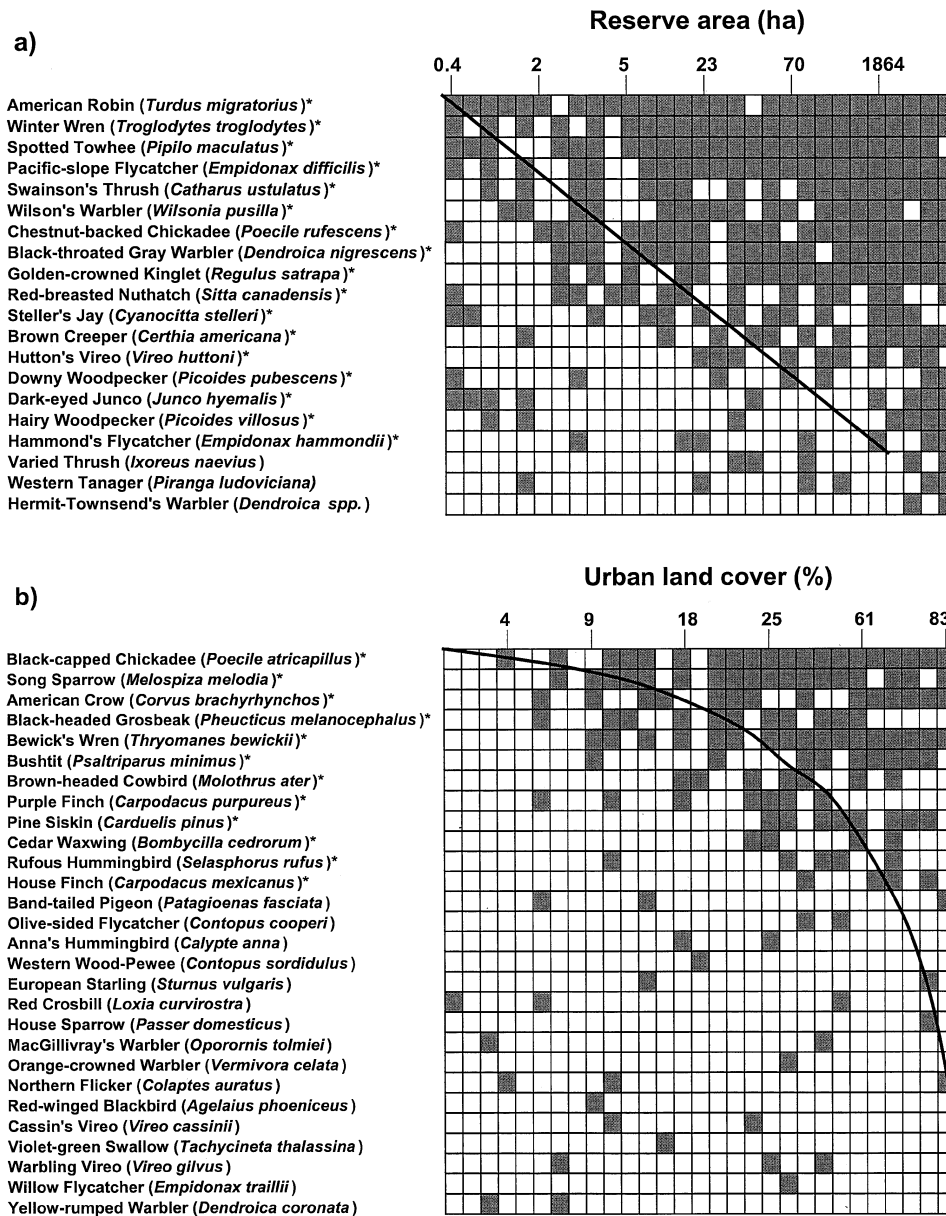 Reserve area (ha)
a)
0.4 2 5 23 70 1864
American Robin (Turdus migratorius)*
Winter Wren (Troglodytes troglodytes)*
Spotted Towhee (Pipilo maculatus)*
Pacific-slope Flycatcher (Empidonax difficilis)*
Swainson's Thrush (Catharus ustulatus)*
Wilson's Warbler (Wilsonia pusilla)*
Chestnut-backed Chickadee (Poecile rufescens)*
Black-throated Gray Warbler (Dendroica nigrescens)*
Golden-crowned Kinglet (Regulus satrapa)*
Red-breasted Nuthatch (Sitta canadensis)*
Steller's Jay (Cyanocitta stelleri)*
Brown Creeper (Certhia americana)*
Hutton's Vireo (Vireo huttoni)*
Downy Woodpecker (Picoides pubescens)*
Dark-eyed Junco (Junco hyemalis)*
Hairy Woodpecker (Picoides villosus)*
Hammond's Flycatcher (Empidonax hammondii)*
Varied Thrush (Ixoreus naevius)
Western Tanager (Piranga ludoviciana)
Hermit-Townsend's Warbler (Dendroica spp.)
Urban land cover (%)
b)
4 9 18 25 61 83
Black-capped Chickadee (Poecile atricapillus)*
Song Sparrow (Melospiza melodia)*
American Crow (Corvus brachyrhynchos)*
Black-headed Grosbeak (Pheucticus melanocephalus)*
Bewick's Wren (Thryomanes bewickii)*
Bushtit (Psaltriparus minimus)*
Brown-headed Cowbird (Molothrus ater)*
Purple Finch (Carpodacus purpureus)*
Pine Siskin (Carduelis pinus)*
Cedar Waxwing (Bombycilla cedrorum)*
Rufous Hummingbird (Selasphorus rufus)*
House Finch (Carpodacus mexicanus)*
Band-tailed Pigeon (Patagioenas fasciata)
Olive-sided Flycatcher (Contopus cooperi)
Anna's Hummingbird (Calypte anna)
Western Wood-Pewee (Contopus sordidulus)
European Starling (Sturnus vulgaris)
Red Crosbill (Loxia curvirostra)
House Sparrow (Passer domesticus)
MacGillivray's Warbler (Oporornis tolmiei)
Orange-crowned Warbler (Vermivora celata)
Northern Flicker (Colaptes auratus)
Red-winged Blackbird (Agelaius phoeniceus)
Cassin's Vireo (Vireo cassinii)
Violet-green Swallow (Tachycineta thalassina)
Warbling Vireo (Vireo gilvus)
Willow Flycatcher (Empidonax traillii)
Yellow-rumped Warbler (Dendroica coronata)